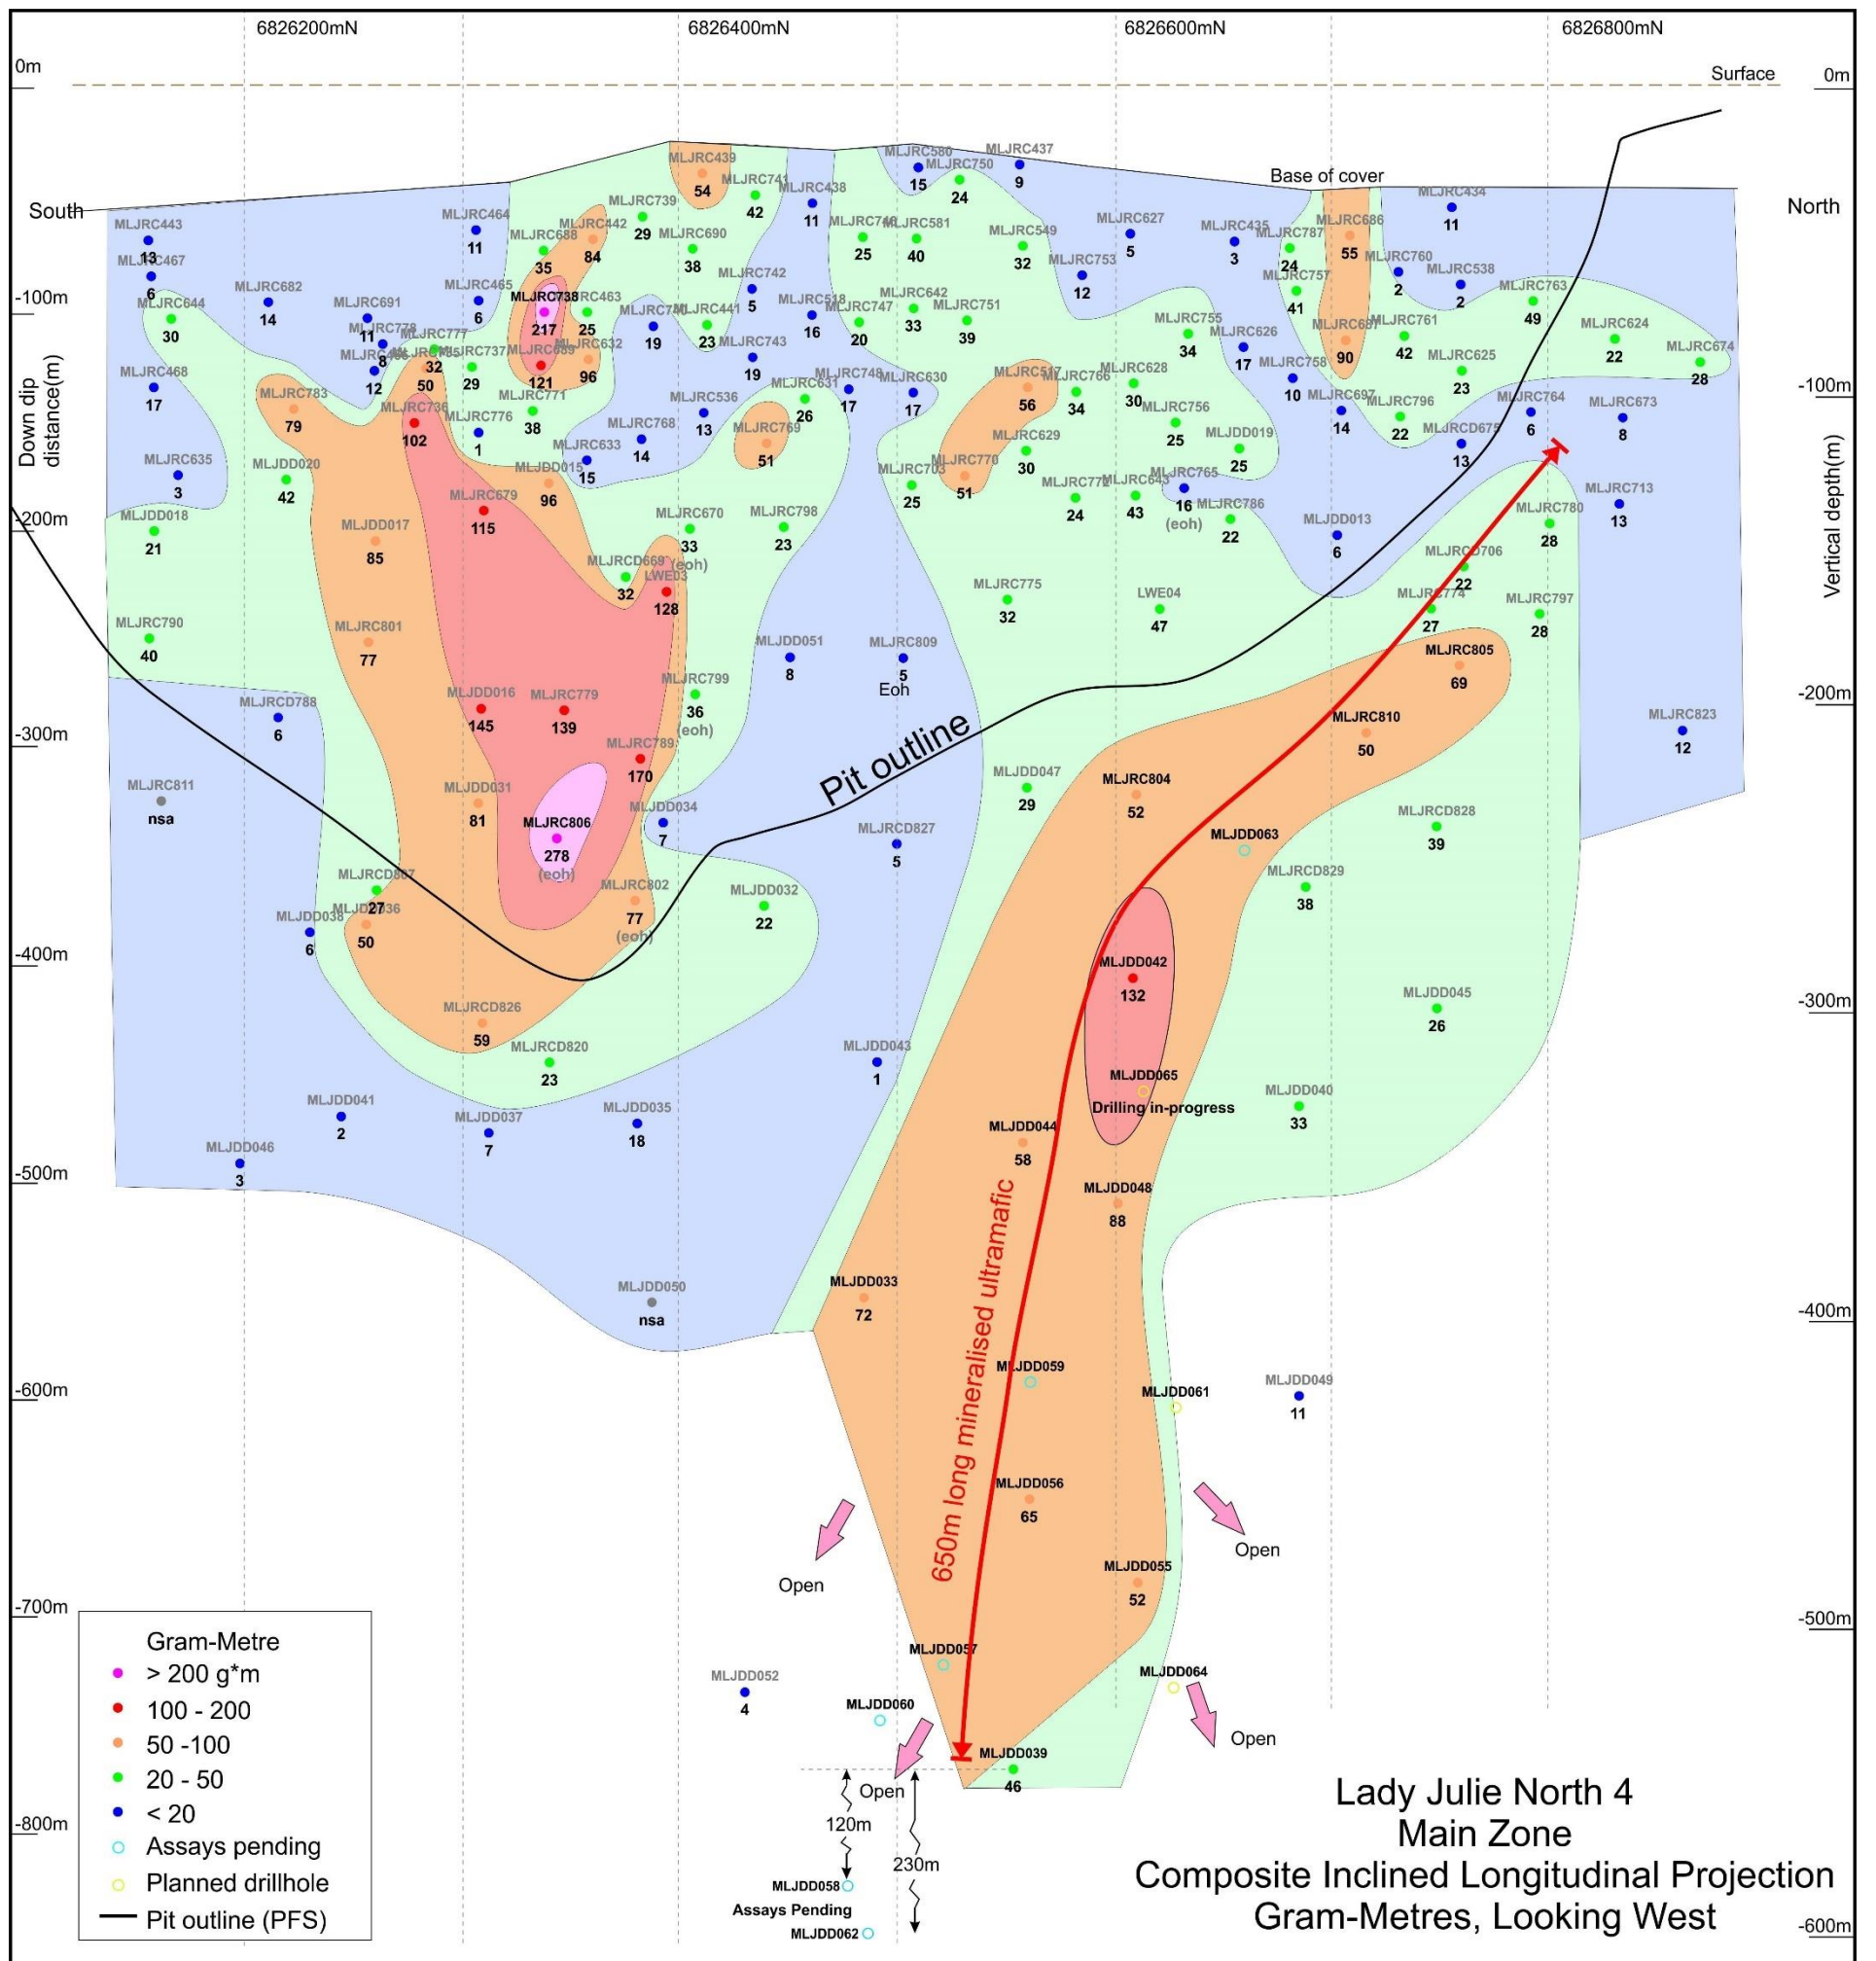 6826200mN 6826400mN 6826600mN 6826800mN
0m
Surface 0m
South
North
Base of cover
Down dip
distance(m)
Vertical depth(m)
-100m
-200m
-300m
-400m
-500m
-600m
-700m
-800m
-100m
-200m
-300m
-400m
-500m
-600m
MLJRC439
54
MLJRC741
42
MLJRC438
11
MLJRC580
15
MLJRC750
24
MLJRC437
9
MLJRC434
11
MLJRC443
13
MLJRC467
6
MLJRC644
30
MLJRC682
14
MLJRC691
11
MLJRC778
8
12
MLJRC464
11
MLJRC465
6
MLJRC688
35
MLJRC442
84
MLJRC739
29
MLJRC690
38
MLJRC738
217
MLJRC463
25
MLJRC689
121
MLJRC632
96
19
MLJRC441
23
MLJRC742
5
MLJRC743
19
MLJRC518
16
25
MLJRC581
40
MLJRC549
32
MLJRC753
12
MLJRC627
5
MLJRC435
3
MLJRC787
24
MLJRC757
41
MLJRC686
55
MLJRC687
90
MLJRC760
2
MLJRC538
2
MLJRC763
49
MLJRC624
22
MLJRC674
28
MLJRC747
20
MLJRC642
33
MLJRC751
39
MLJRC755
34
MLJRC626
17
MLJRC758
10
MLJRC761
42
MLJRC625
23
MLJRC777
32
50
MLJRC737
29
MLJRC468
17
MLJRC783
79
MLJRC736
102
MLJRC776
1
MLJRC771
38
MLJRC536
13
MLJRC631
26
MLJRC748
17
MLJRC630
17
MLJRC517
56
MLJRC766
34
MLJRC628
30
MLJRC756
25
MLJRC697
14
MLJRC796
22
MLJRCD675
13
MLJRC764
6
MLJRC673
8
MLJRC635
3
MLJDD020
42
MLJDD015
96
MLJRC633
15
MLJRC768
14
MLJRC769
51
MLJRC703
25
MLJRC770
51
MLJRC629
30
MLJRC772
24
MLJRC643
43
MLJDD019
25
MLJRC765
16
(eoh)
MLJRC786
22
MLJDD018
21
MLJDD017
85
MLJRC679
115
MLJRC670
33
(eoh)
MLJRC798
23
MLJDD013
6
MLJRC780
28
MLJRC713
13
MLJRCD669
32
LWE03
128
MLJRC775
32
LWE04
47
MLJRCD706
22
MLJRC774
27
MLJRC797
28
MLJRC790
40
MLJRC801
77
MLJDD051
8
MLJRC809
5
Eoh
MLJRC805
69
MLJRCD788
6
MLJDD016
145
MLJRC779
139
MLJRC799
36
(eoh)
MLJRC810
50
MLJRC823
12
MLJRC789
170
Pit outline
MLJRC811
nsa
MLJDD031
81
MLJRC806
278
(eoh)
MLJDD034
7
MLJRCD827
5
MLJDD047
29
MLJRC804
52
MLJDD063
MLJRCD828
39
MLJRCD829
38
MLJRCD807
27
MLJDD036
50
MLJDD038
6
MLJRC802
77
(eoh)
MLJDD032
22
MLJDD042
132
MLJDD045
26
MLJRCD826
59
MLJRCD820
23
MLJDD043
1
MLJDD065
Drilling in-progress
MLJDD040
33
MLJDD041
2
MLJDD037
7
MLJDD035
18
MLJDD044
58
MLJDD046
3
MLJDD048
88
650m long mineralised ultramafic
MLJDD050
nsa
MLJDD033
72
MLJDD059
MLJDD061
MLJDD049
11
MLJDD056
65
Open
Open
MLJDD055
52
MLJDD057
MLJDD052
4
MLJDD060
MLJDD064
Open
Open
MLJDD039
46
120m
230m
MLJDD058
Assays Pending
MLJDD062
Gram-Metre
> 200 g*m
100 - 200
50 -100
20 - 50
< 20
Assays pending
Planned drillhole
Pit outline (PFS)
Lady Julie North 4
Main Zone
Composite Inclined Longitudinal Projection
Gram-Metres, Looking West